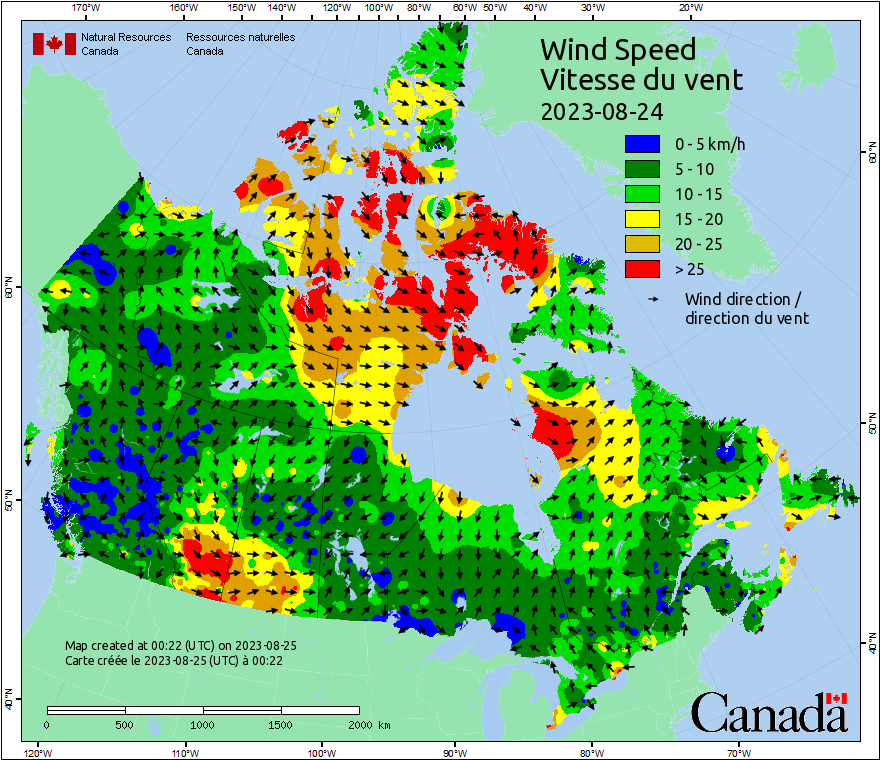 170°W 160°W 150°W 140°W 130°W 120°W 110°W 100°W 90°W 80°W 70°W 60°W 50°W 40°W 30°W 20°W
Natural Resources Ressources naturelles
Canada Canada
Wind Speed
Vitesse du vent
2023-08-24
0 - 5 km/h
5 - 10
10 - 15
15 - 20
20 - 25
> 25
Wind direction /
direction du vent
60°N 60°N
50°N 50°N
40°N 40°N
Map created at 00:22 (UTC) on 2023-08-25
Carte créée le 2023-08-25 (UTC) à 00:22
0 500 1000 1500 2000 km
Canada
120°W 110°W 100°W 90°W 80°W 70°W